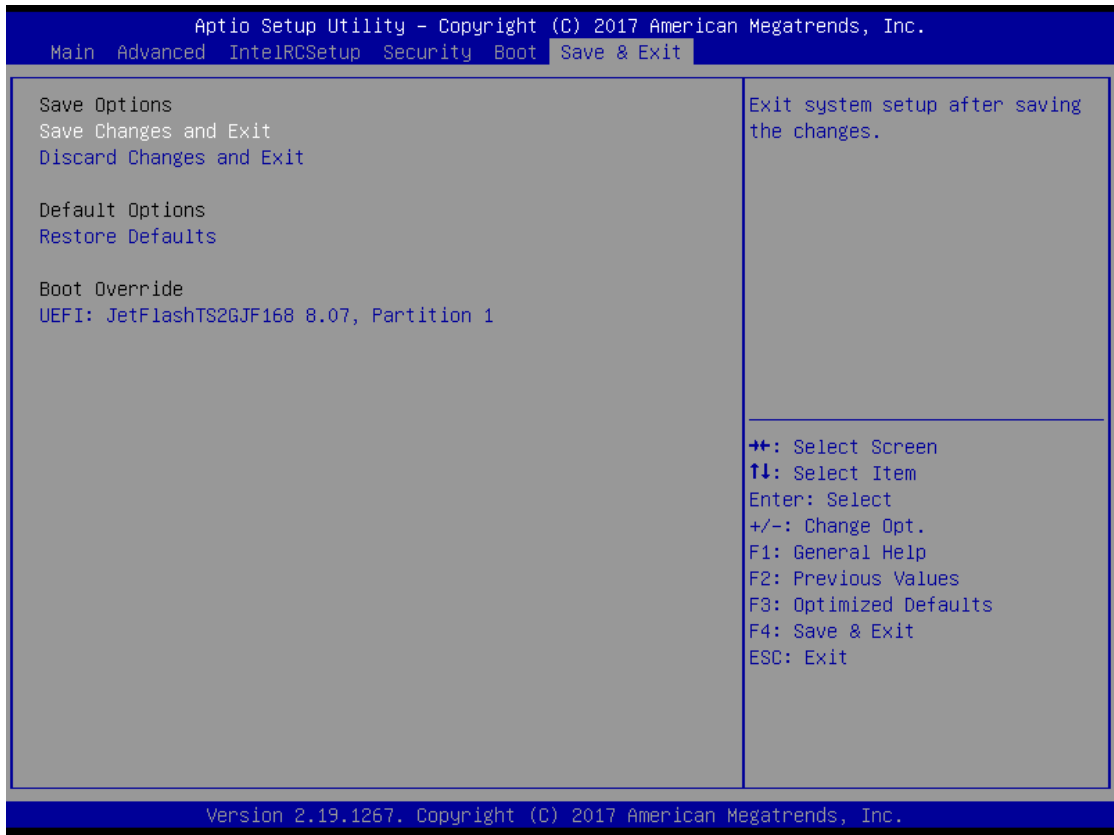 Aptio Setup Utility – Copyright (C) 2017 American Megatrends, Inc.
Main Advanced IntelRCSetup Security Boot Save & Exit
Save Options
Save Changes and Exit
Discard Changes and Exit
Default Options
Restore Defaults
Boot Override
UEFI: JetFlashTS2GJF168 8.07, Partition 1
Exit system setup after saving
the changes.
→←: Select Screen
↑↓: Select Item
Enter: Select
+/-: Change Opt.
F1: General Help
F2: Previous Values
F3: Optimized Defaults
F4: Save & Exit
ESC: Exit
Version 2.19.1267. Copyright (C) 2017 American Megatrends, Inc.